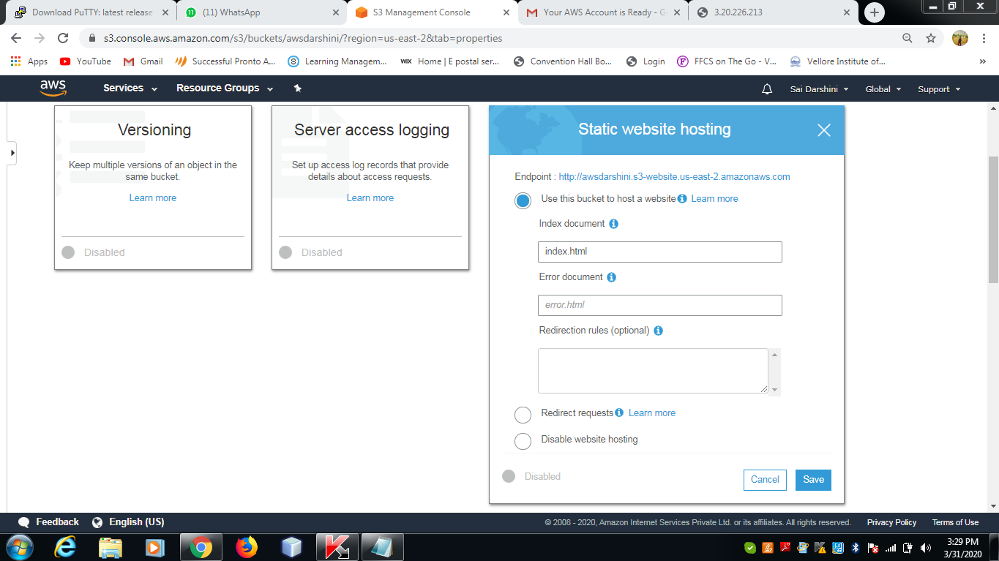 Download PuTTY: latest release
(11) WhatsApp
S3 Management Console
Your AWS Account is Ready - G
3.20.226.213
s3.console.aws.amazon.com/s3/buckets/awsdarshini/?region=us-east-2&tab=properties
Apps
YouTube
Gmail
Successful Pronto A...
Learning Managem...
WIX
Home | E postal ser...
Convention Hall Bo...
Login
FFCS on The Go - V...
Vellore Institute of...
aws
Services
Resource Groups
Sai Darshini
Global
Support
Versioning
Keep multiple versions of an object in the
same bucket.
Learn more
Disabled
Server access logging
Set up access log records that provide
details about access requests.
Learn more
Disabled
Static website hosting
Endpoint : http://awsdarshini.s3-website.us-east-2.amazonaws.com
Use this bucket to host a website Learn more
Index document
index.html
Error document
error.html
Redirection rules (optional)
Redirect requests Learn more
Disable website hosting
Disabled
Cancel
Save
Feedback
English (US)
© 2008 - 2020, Amazon Internet Services Private Ltd. or its affiliates. All rights reserved.
Privacy Policy
Terms of Use
3:29 PM
3/31/2020